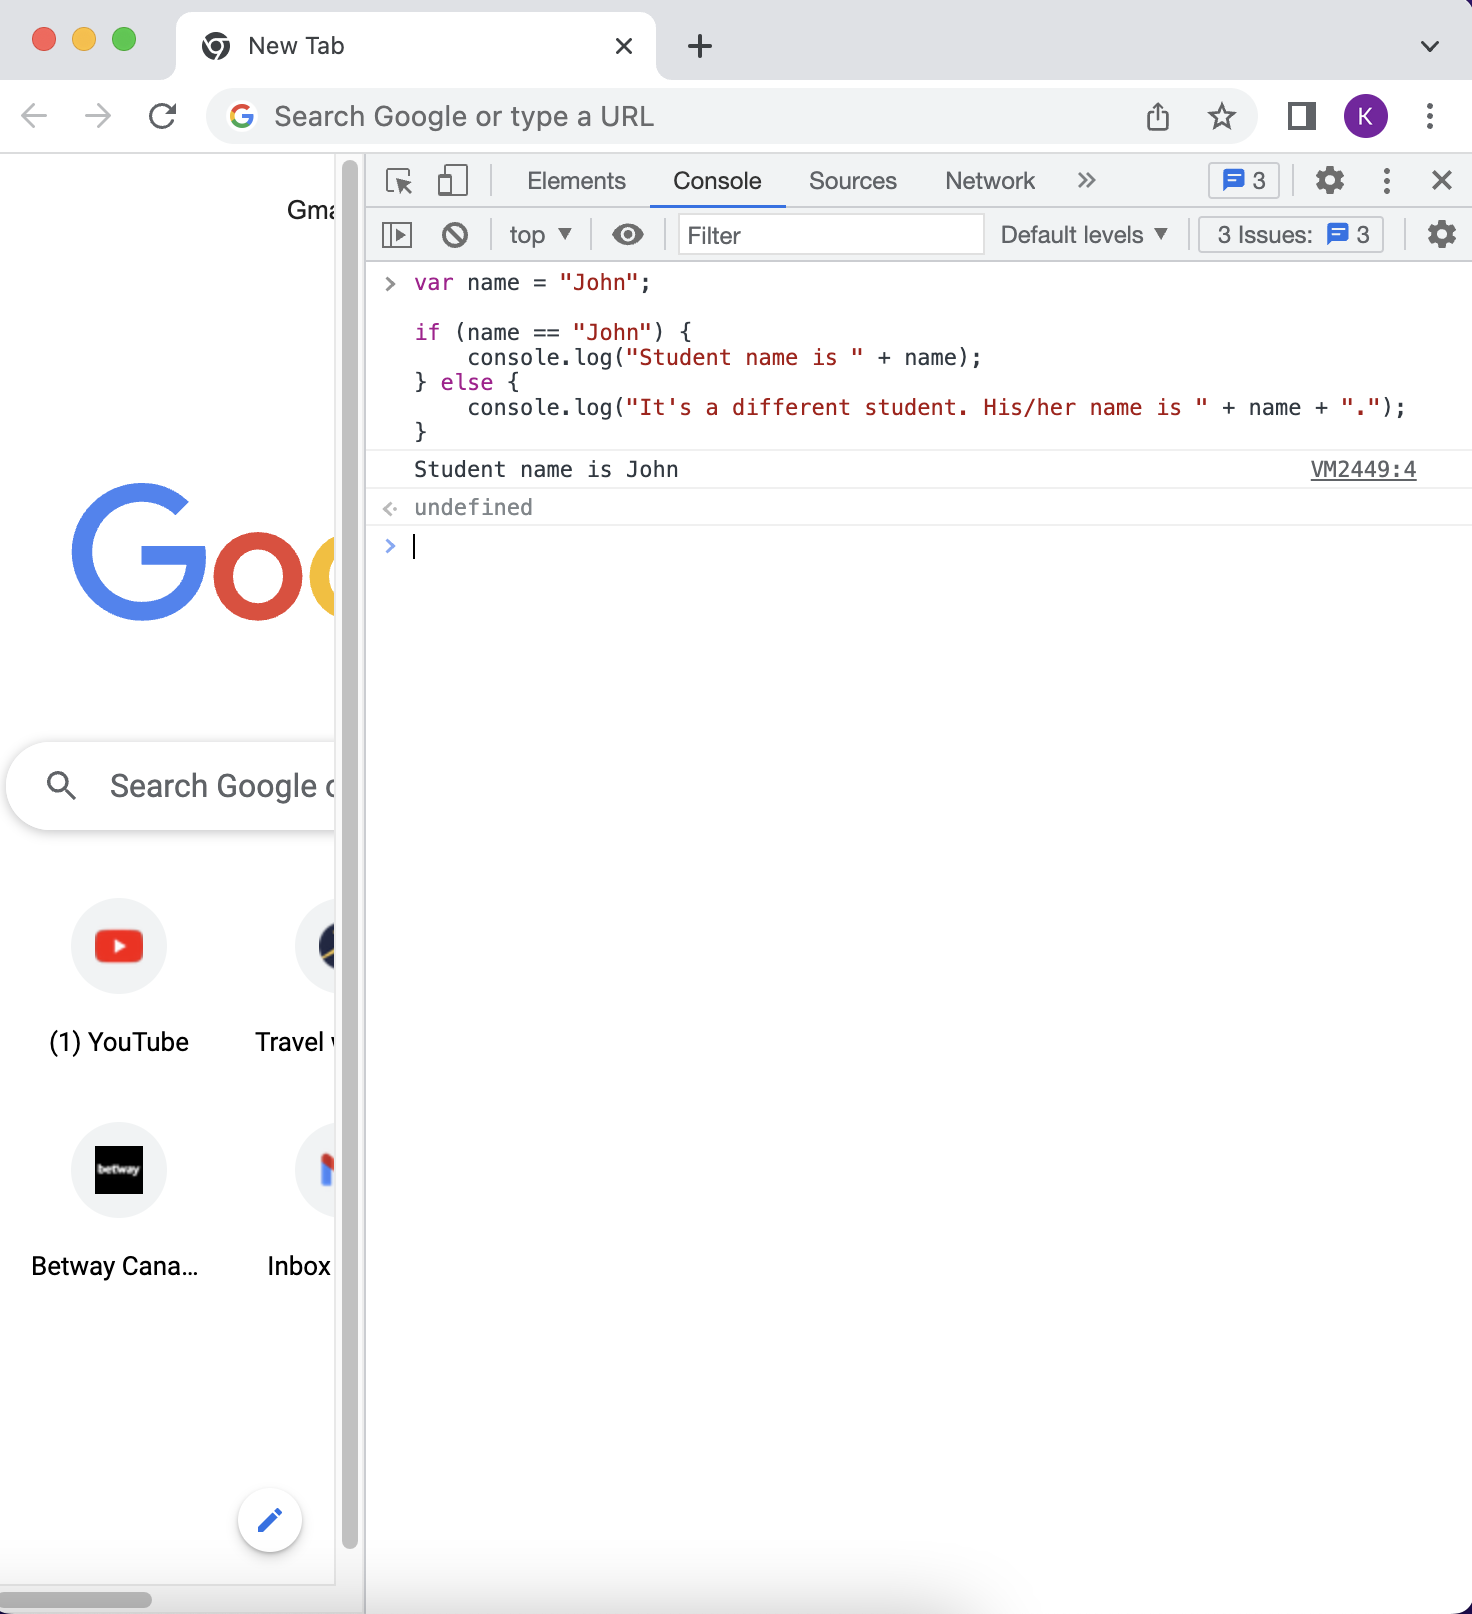 New Tab
Search Google or type a URL
K
Elements Console Sources Network 3
top Filter Default levels 3 Issues: 3
var name = "John";
if (name == "John") {
    console.log("Student name is " + name);
} else {
    console.log("It's a different student. His/her name is " + name + ".");
}
Student name is John VM2449:4
undefined
Gma
Goo
Search Google
(1) YouTube Travel
betway
Betway Cana... Inbox